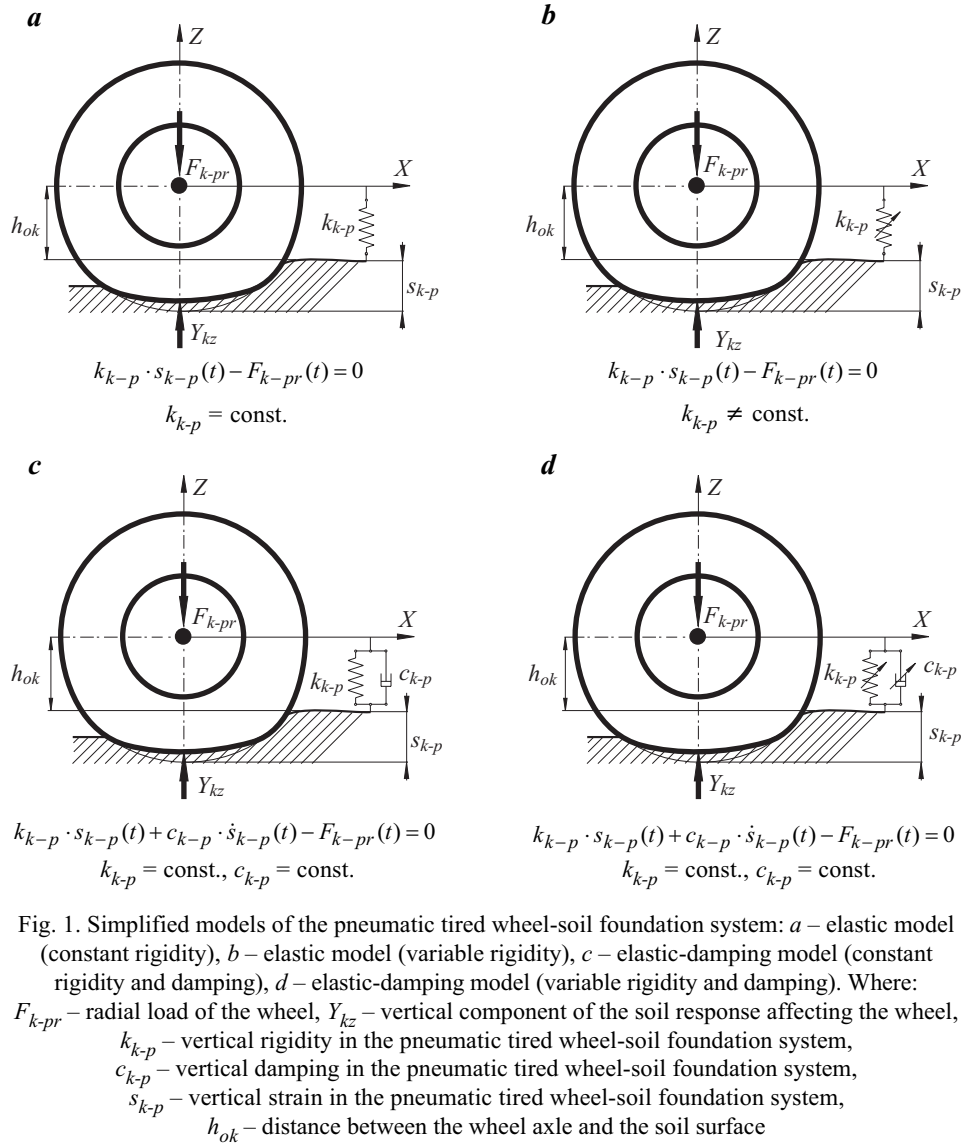 a
Z
F_{k-pr}
X
h_{ok}
k_{k-p}
s_{k-p}
Y_{kz}
k_{k-p} · s_{k-p}(t) − F_{k-pr}(t) = 0
k_{k-p} = const.
b
Z
F_{k-pr}
X
h_{ok}
k_{k-p}
s_{k-p}
Y_{kz}
k_{k-p} · s_{k-p}(t) − F_{k-pr}(t) = 0
k_{k-p} ≠ const.
c
Z
F_{k-pr}
X
h_{ok}
k_{k-p}
c_{k-p}
s_{k-p}
Y_{kz}
k_{k-p} · s_{k-p}(t) + c_{k-p} · ṡ_{k-p}(t) − F_{k-pr}(t) = 0
k_{k-p} = const., c_{k-p} = const.
d
Z
F_{k-pr}
X
h_{ok}
k_{k-p}
c_{k-p}
s_{k-p}
Y_{kz}
k_{k-p} · s_{k-p}(t) + c_{k-p} · ṡ_{k-p}(t) − F_{k-pr}(t) = 0
k_{k-p} = const., c_{k-p} = const.
Fig. 1. Simplified models of the pneumatic tired wheel-soil foundation system: a – elastic model
(constant rigidity), b – elastic model (variable rigidity), c – elastic-damping model (constant
rigidity and damping), d – elastic-damping model (variable rigidity and damping). Where:
F_{k-pr} – radial load of the wheel, Y_{kz} – vertical component of the soil response affecting the wheel,
k_{k-p} – vertical rigidity in the pneumatic tired wheel-soil foundation system,
c_{k-p} – vertical damping in the pneumatic tired wheel-soil foundation system,
s_{k-p} – vertical strain in the pneumatic tired wheel-soil foundation system,
h_{ok} – distance between the wheel axle and the soil surface